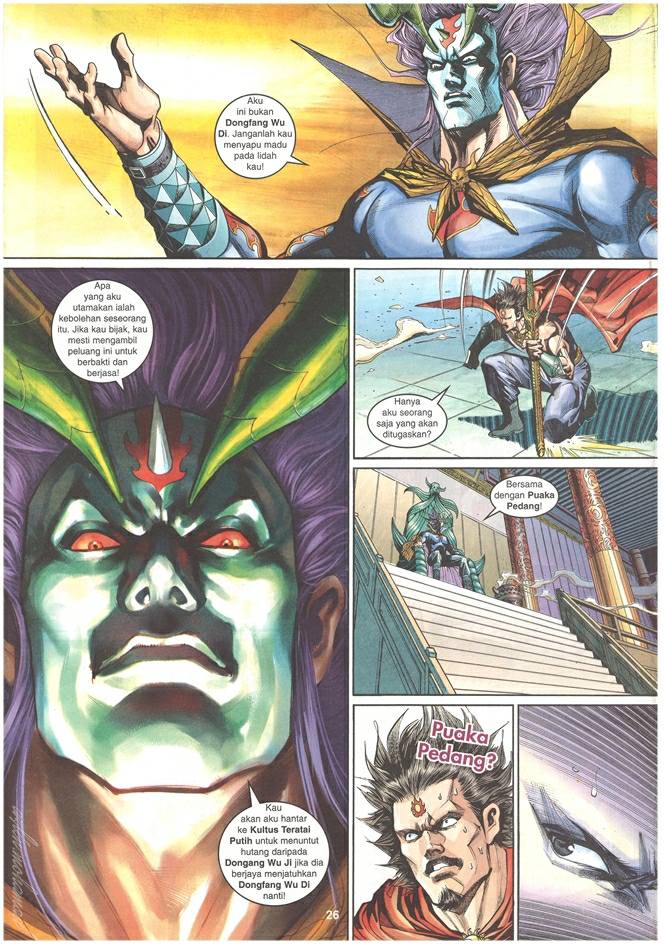 Aku
ini bukan
Dongfang Wu
Di. Janganlah kau
menyapu madu
pada lidah
kau!
Apa
yang aku
utamakan ialah
kebolehan seseorang
itu. Jika kau bijak, kau
mesti mengambil
peluang ini untuk
berbakti dan
berjasa!
Kau
akan aku hantar
ke Kultus Teratai
Putih untuk menuntut
hutang daripada
Dongang Wu Ji jika dia
berjaya menjatuhkan
Dongfang Wu Di
nanti!
Hanya
aku seorang
saja yang akan
ditugaskan?
Bersama
dengan Puaka
Pedang!
Puaka
Pedang?
26